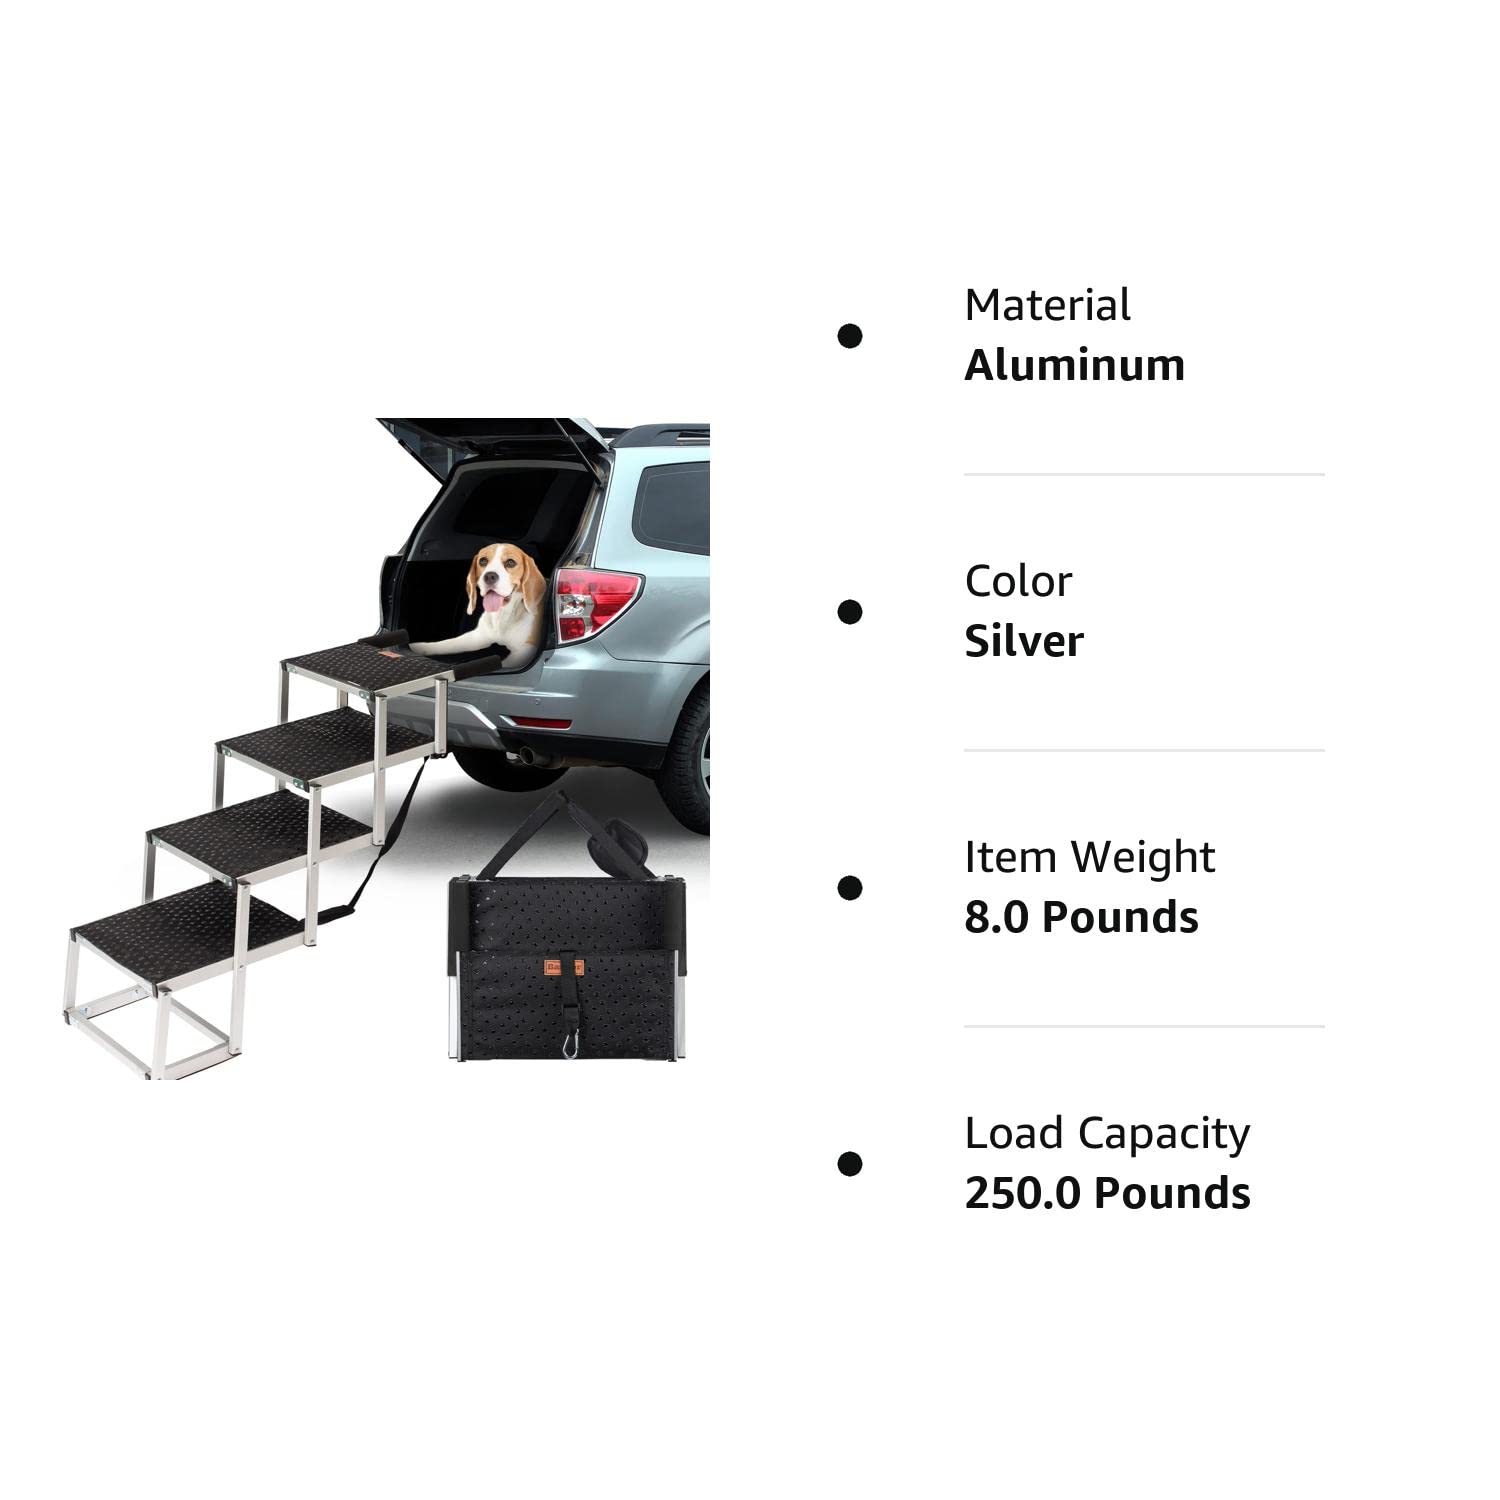 Material
Aluminum
Color
Silver
Item Weight
8.0 Pounds
Load Capacity
250.0 Pounds